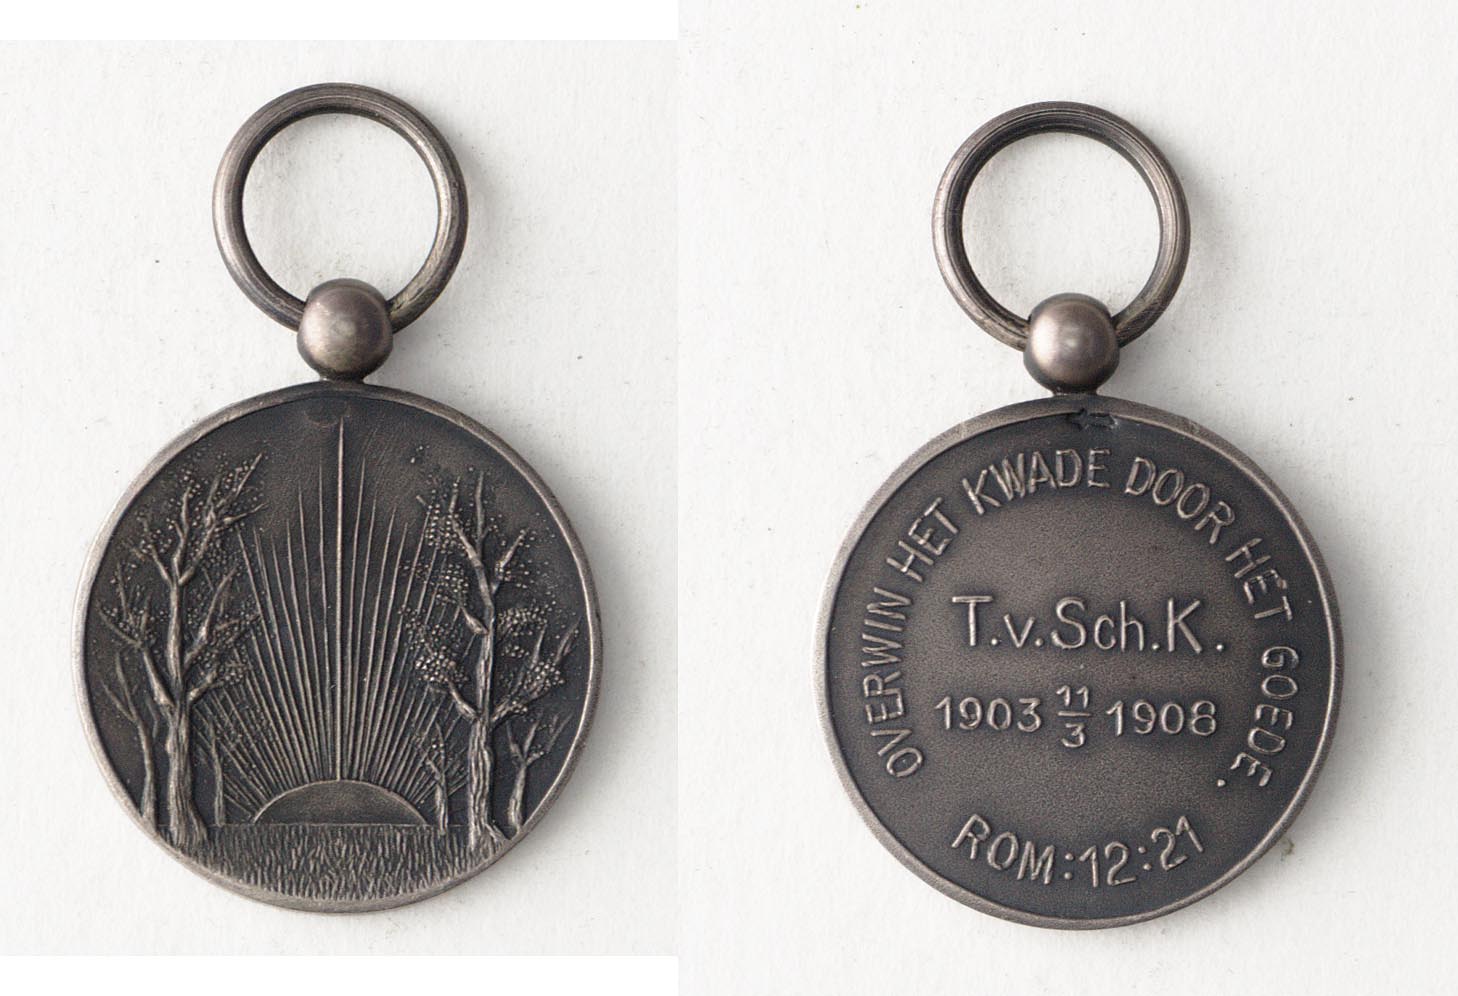 OVERWIN HET KWADE DOOR HET GOEDE.
T.v.Sch.K.
1903 11/3 1908
ROM:12:21